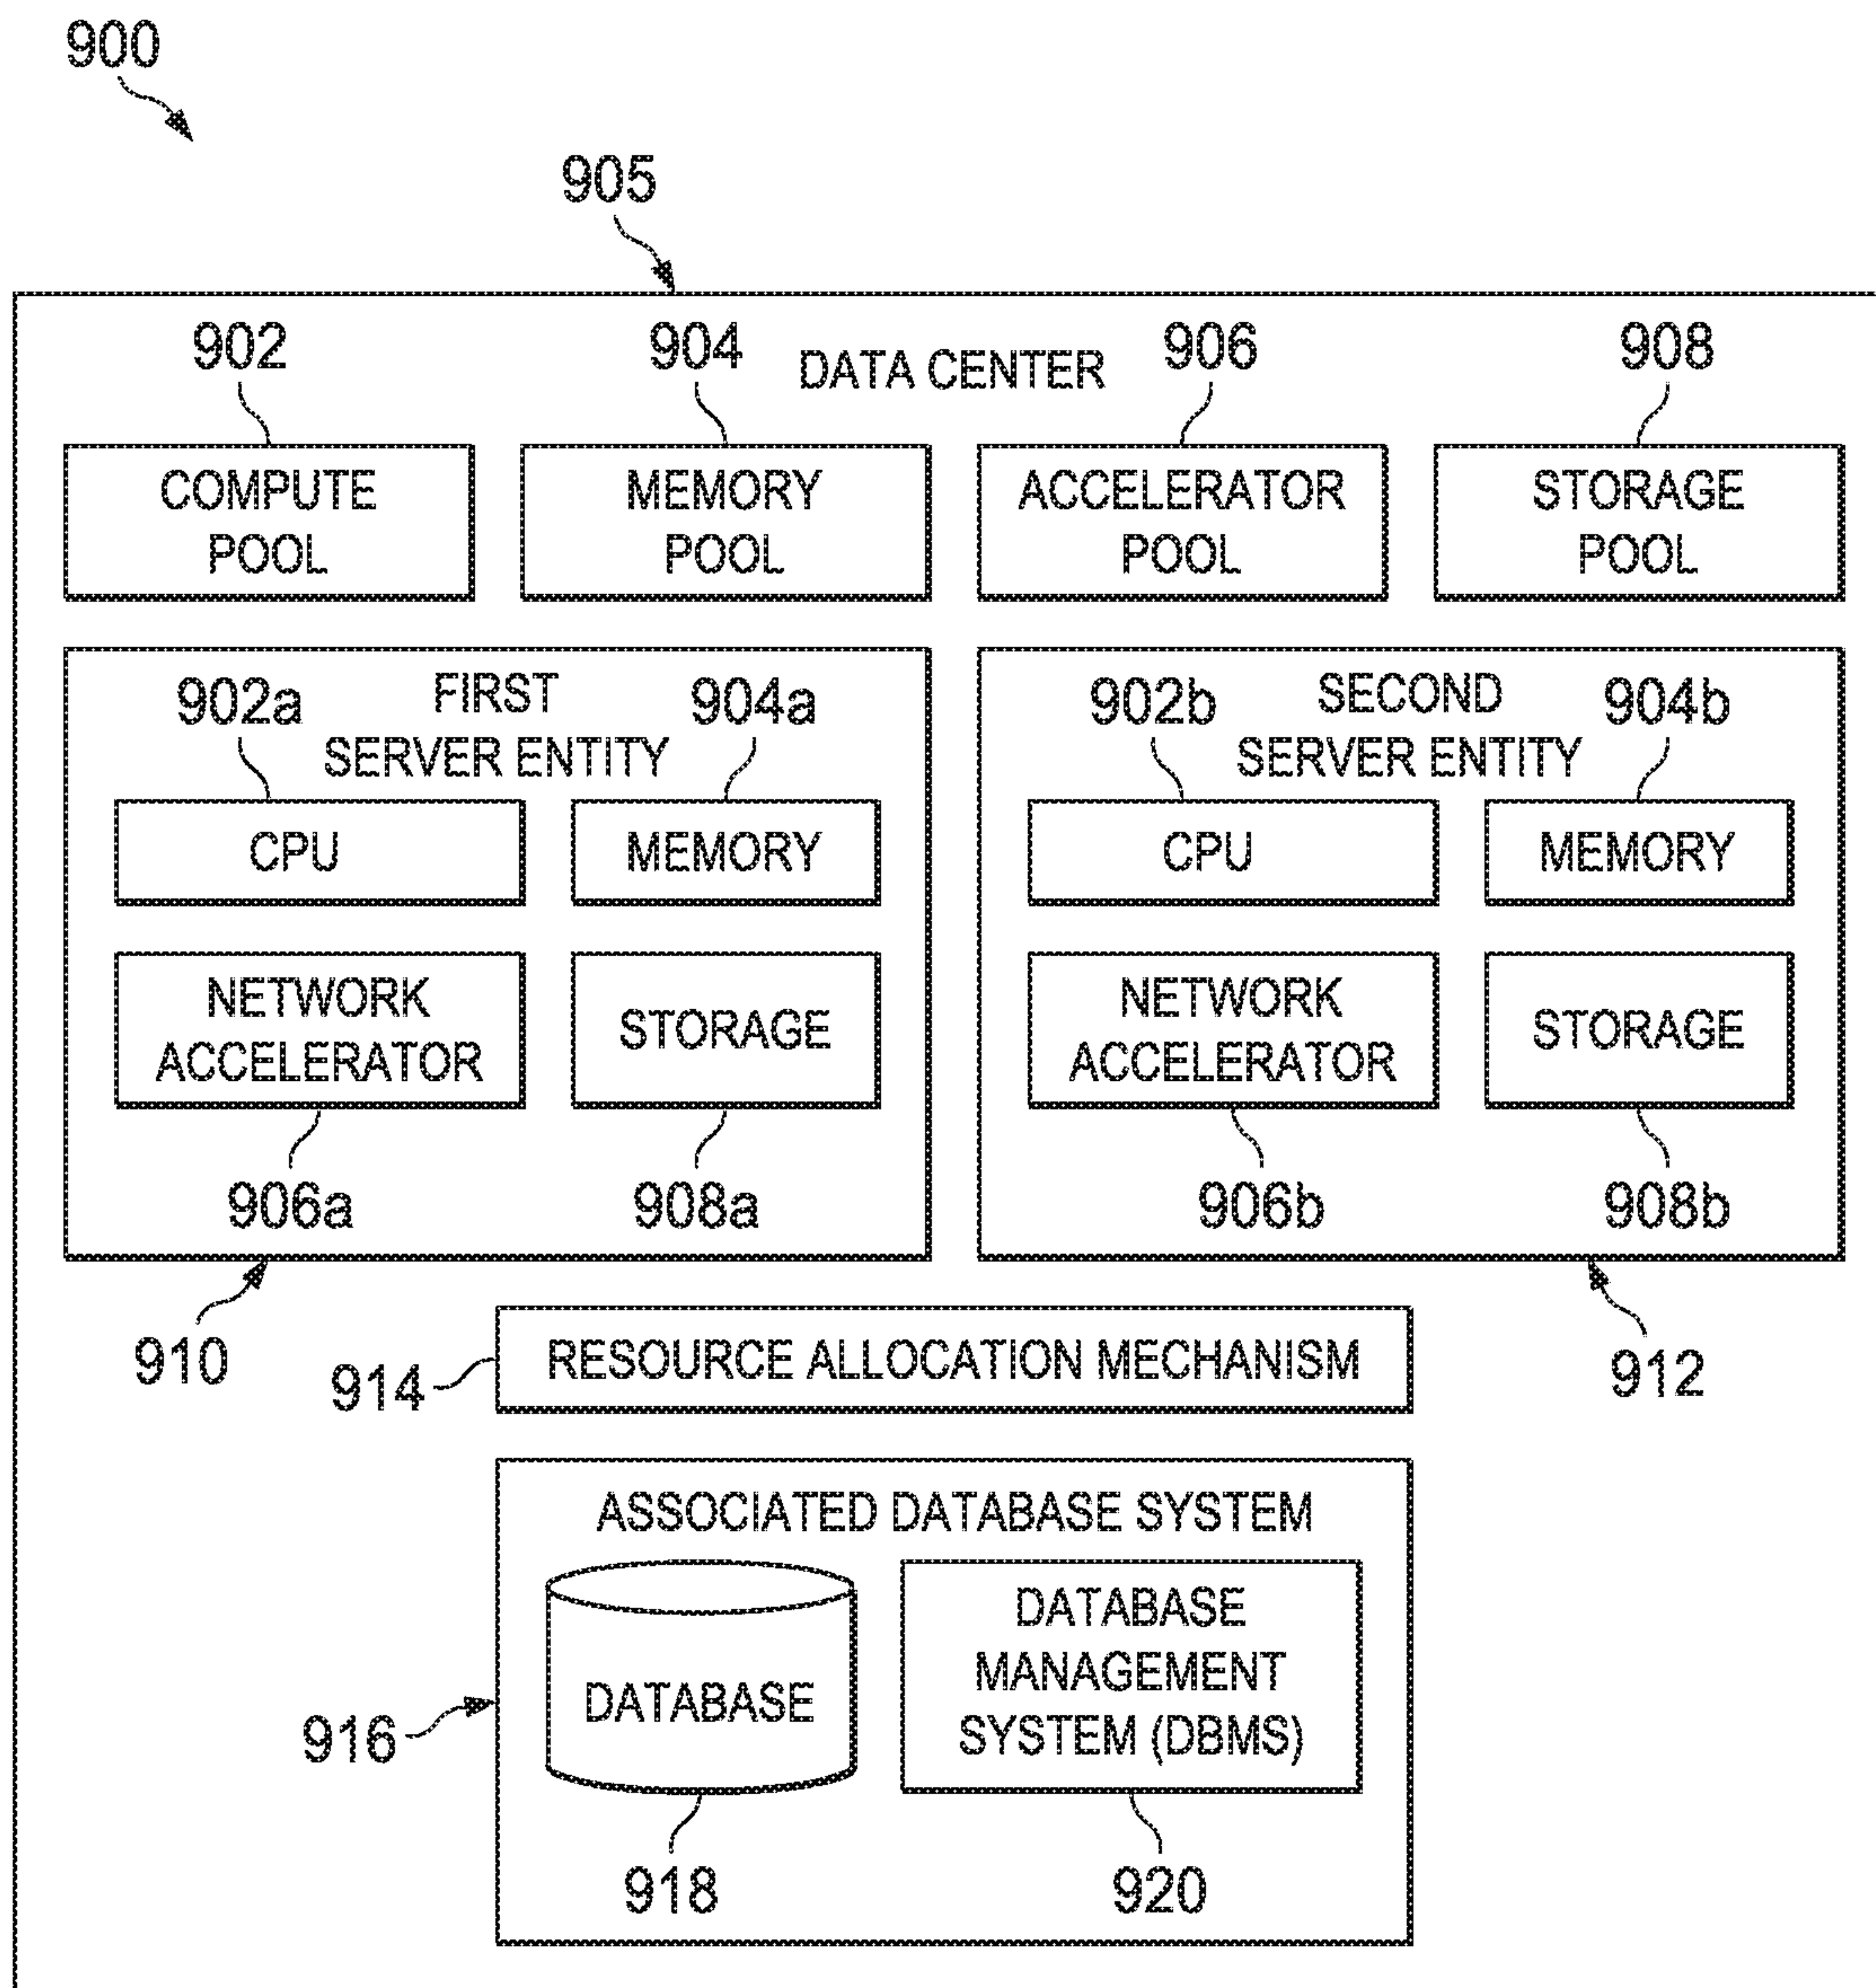 900
905
902
904
DATA CENTER
906
908
COMPUTE
POOL
MEMORY
POOL
ACCELERATOR
POOL
STORAGE
POOL
902a
FIRST
SERVER ENTITY
904a
CPU
MEMORY
NETWORK
ACCELERATOR
STORAGE
906a
908a
902b
SECOND
SERVER ENTITY
904b
CPU
MEMORY
NETWORK
ACCELERATOR
STORAGE
906b
908b
910
912
914
RESOURCE ALLOCATION MECHANISM
ASSOCIATED DATABASE SYSTEM
DATABASE
DATABASE
MANAGEMENT
SYSTEM (DBMS)
916
918
920